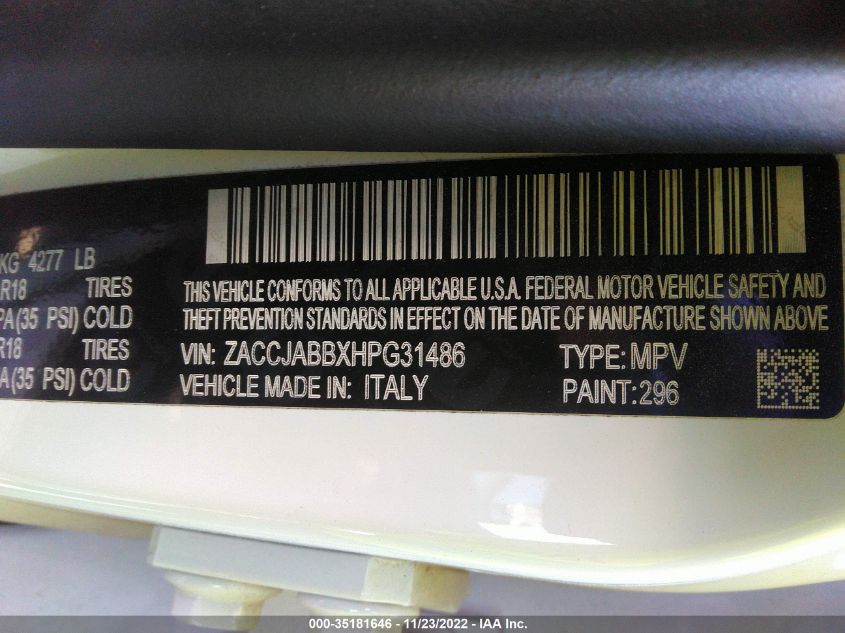 KG 4277 LB
R18 TIRES
PA(35 PSI) COLD
R18 TIRES
A(35 PSI) COLD
THIS VEHICLE CONFORMS TO ALL APPLICABLE U.S.A. FEDERAL MOTOR VEHICLE SAFETY AND
THEFT PREVENTION STANDARDS IN EFFECT ON THE DATE OF MANUFACTURE SHOWN ABOVE
VIN: ZACCJABBXHPG31486 TYPE: MPV
VEHICLE MADE IN: ITALY PAINT: 296
000-35181646 - 11/23/2022 - IAA Inc.